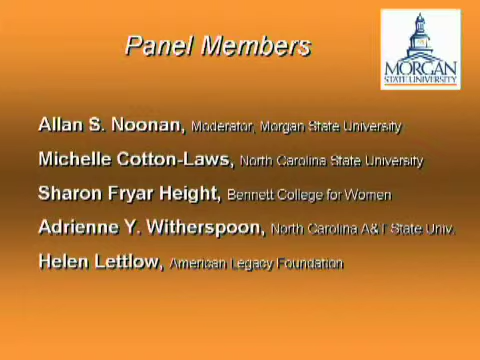 Panel Members
MORGAN
STATE UNIVERSITY
Allan S. Noonan, Moderator, Morgan State University
Michelle Cotton-Laws, North Carolina State University
Sharon Fryar Height, Bennett College for Women
Adrienne Y. Witherspoon, North Carolina A&T State Univ.
Helen Lettlow, American Legacy Foundation